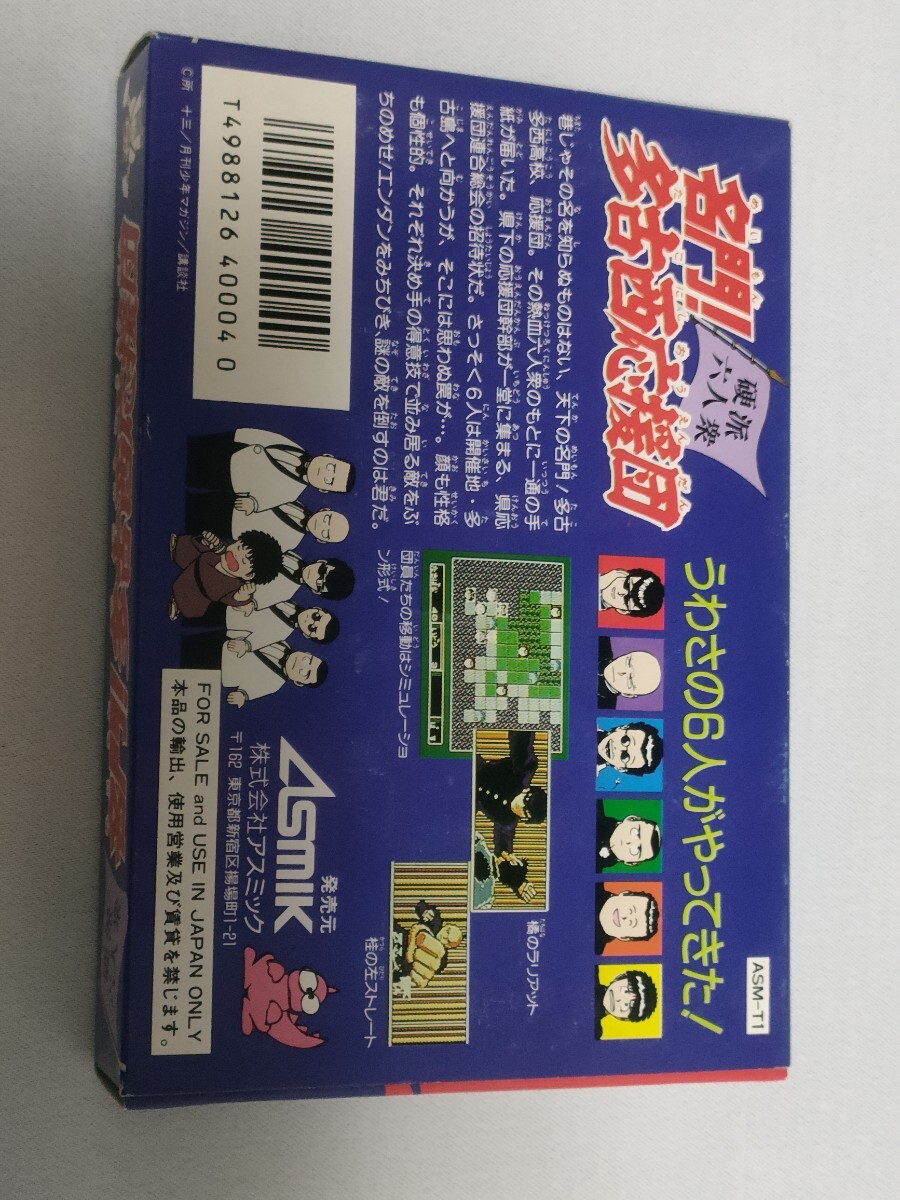 ASM-T1
うわさの6人がやってきた!
名門!
多古西応援団
硬派
六人衆
巷じゃその名を知らぬものはない、天下の名門!多古
多西高校、応援団。その熱血六人衆のもとに一通の手
紙が届いた。県下の応援団幹部が一堂に集まる、県応
援団連合総会の招待状だ。さっそく6人は開催地・多
古島へと向かうが、そこには思わぬ罠が…。顔も性格
も個性的。それぞれ決め手の得意技で並み居る敵をぶ
ちのめせ!エンダンをみちびき、謎の敵を倒すのは君だ。
団員たちの移動はシミュレーショ
ン形式!
橘のラリアット
桂の左ストレート
T4988126 40004 0
©所 十三/月刊少年マガジン/講談社
発売元
ASMIK
株式会社アスミック
〒162 東京都新宿区揚場町1-21
FOR SALE and USE IN JAPAN ONLY
本品の輸出、使用営業及び賃貸を禁じます。